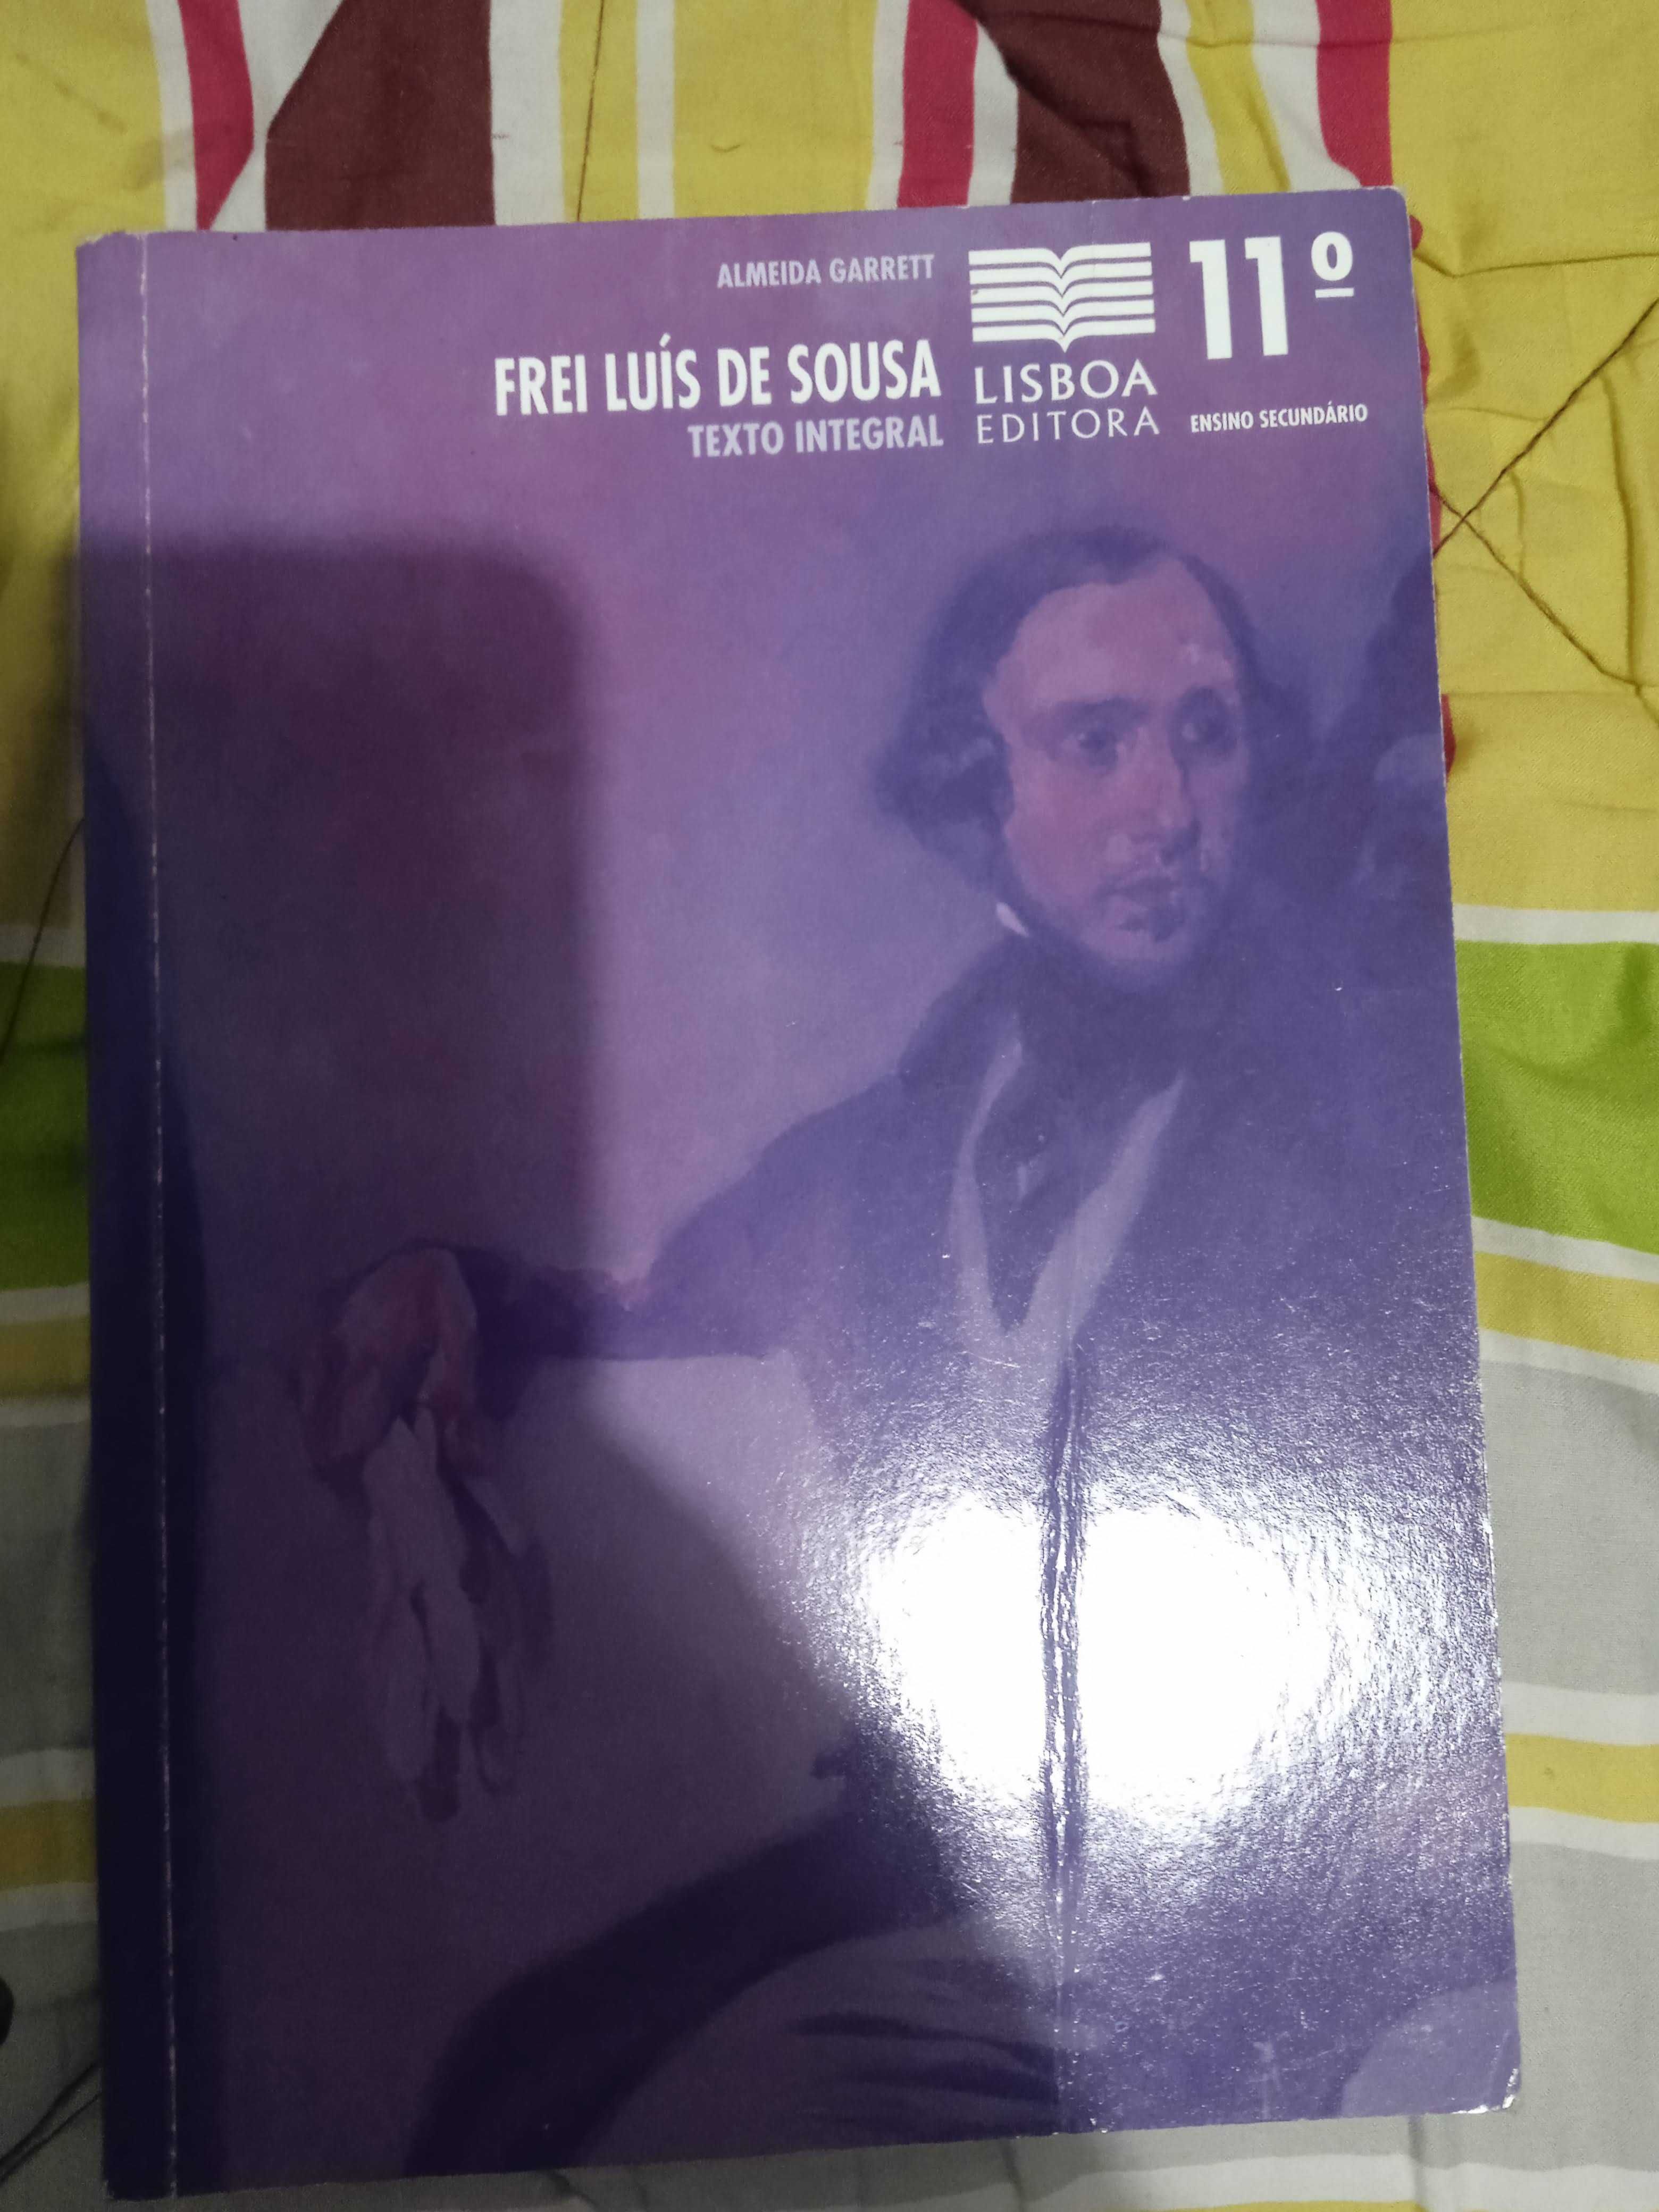 ALMEIDA GARRETT
FREI LUÍS DE SOUSA
TEXTO INTEGRAL
LISBOA
EDITORA
11º
ENSINO SECUNDÁRIO